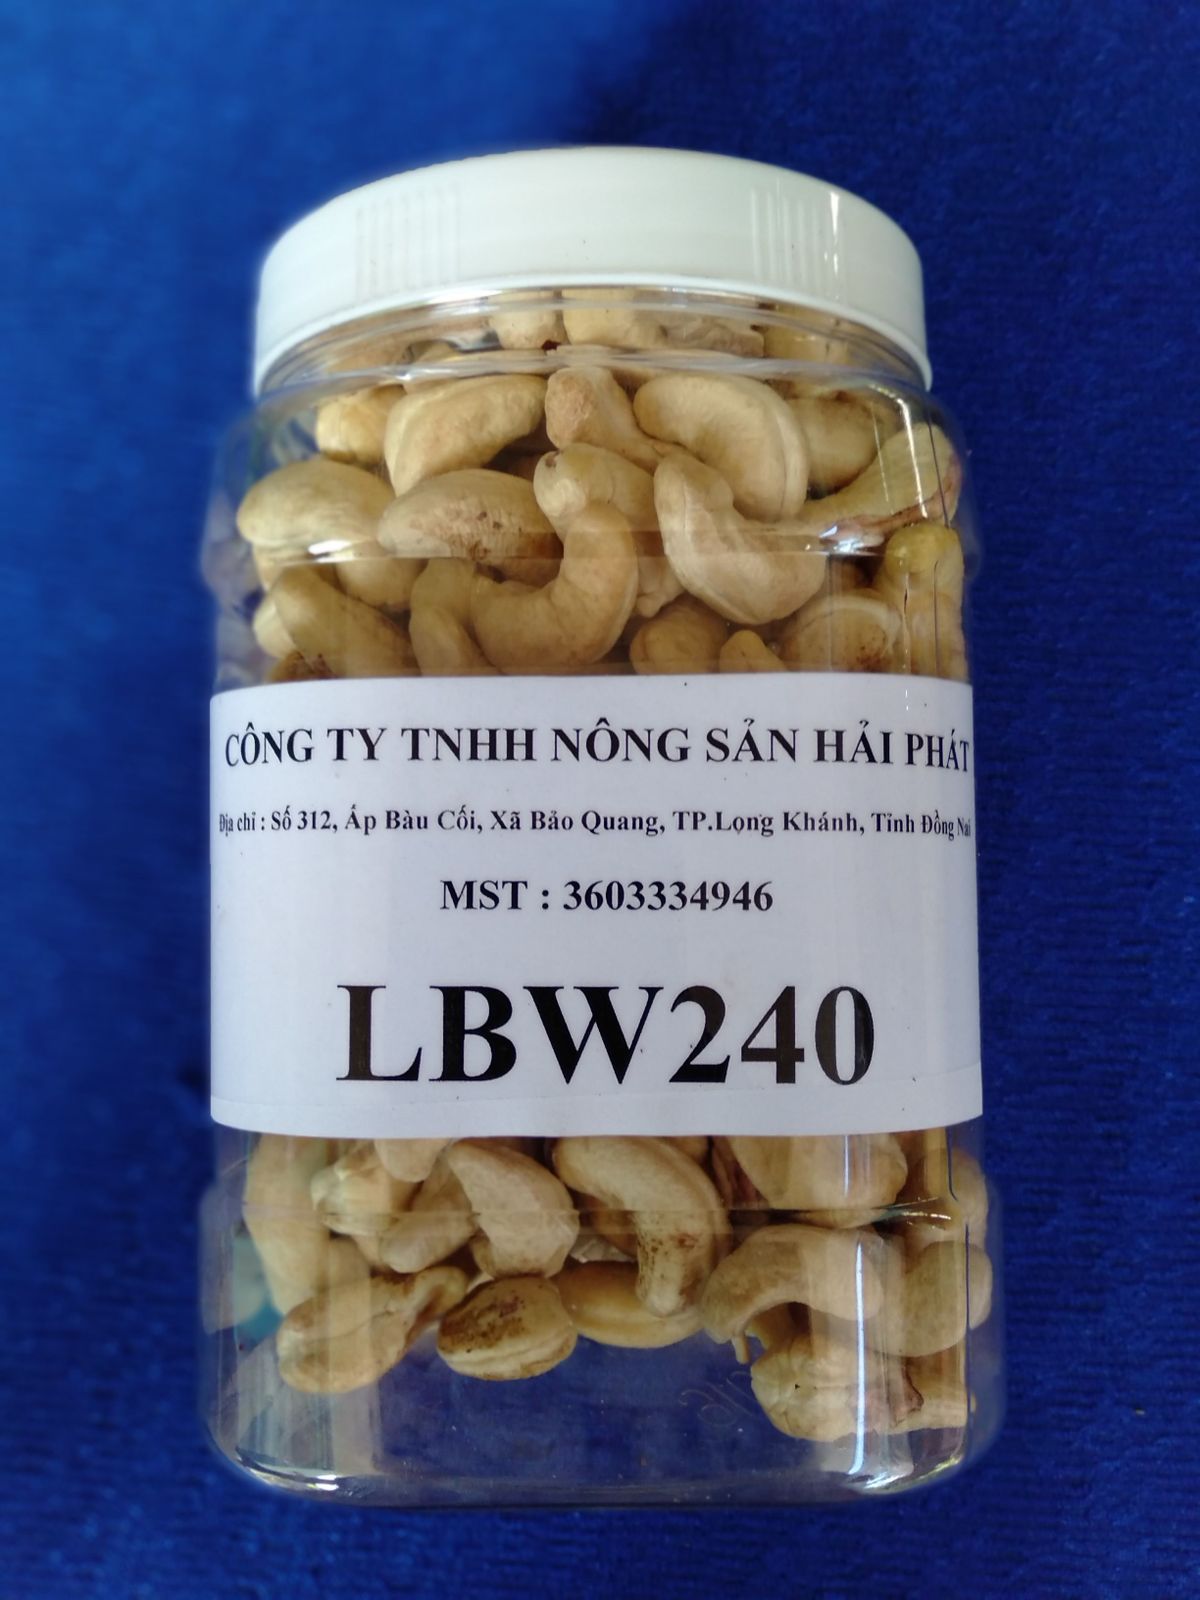 CÔNG TY TNHH NÔNG SẢN HẢI PHÁT
Địa chỉ : Số 312, Ấp Bàu Cối, Xã Bảo Quang, TP.Long Khánh, Tỉnh Đồng Nai
MST : 3603334946
LBW240